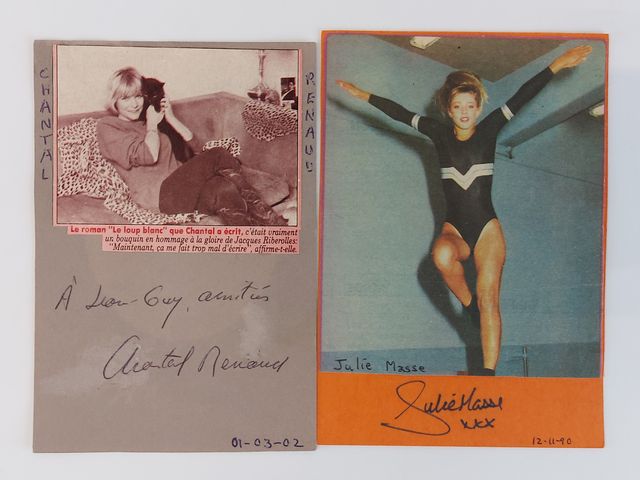 CHANTAL
RENAUD
Le roman "Le loup blanc" que Chantal a écrit, c'était vraiment
un bouquin en hommage à la gloire de Jacques Riberolles:
"Maintenant, ça me fait trop mal d'écrire", affirme-t-elle.
À Jean-Guy, amitiés
Chantal Renaud
01-03-02
Julie Masse
Julie Masse
xxx
12-11-90